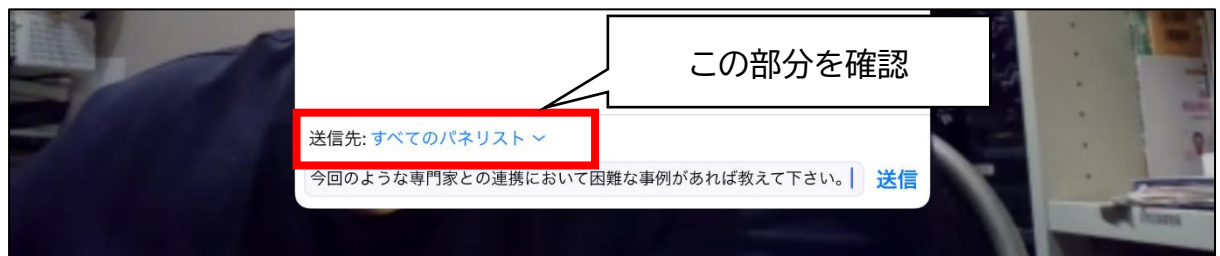 この部分を確認
送信先: すべてのパネリスト
今回のような専門家との連携において困難な事例があれば教えて下さい。
送信